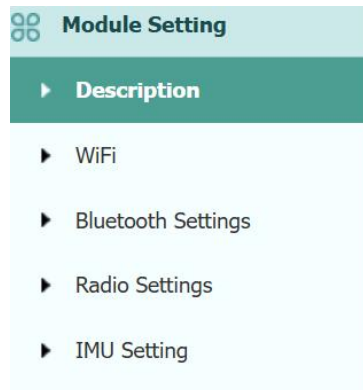 Module Setting
Description
WiFi
Bluetooth Settings
Radio Settings
IMU Setting